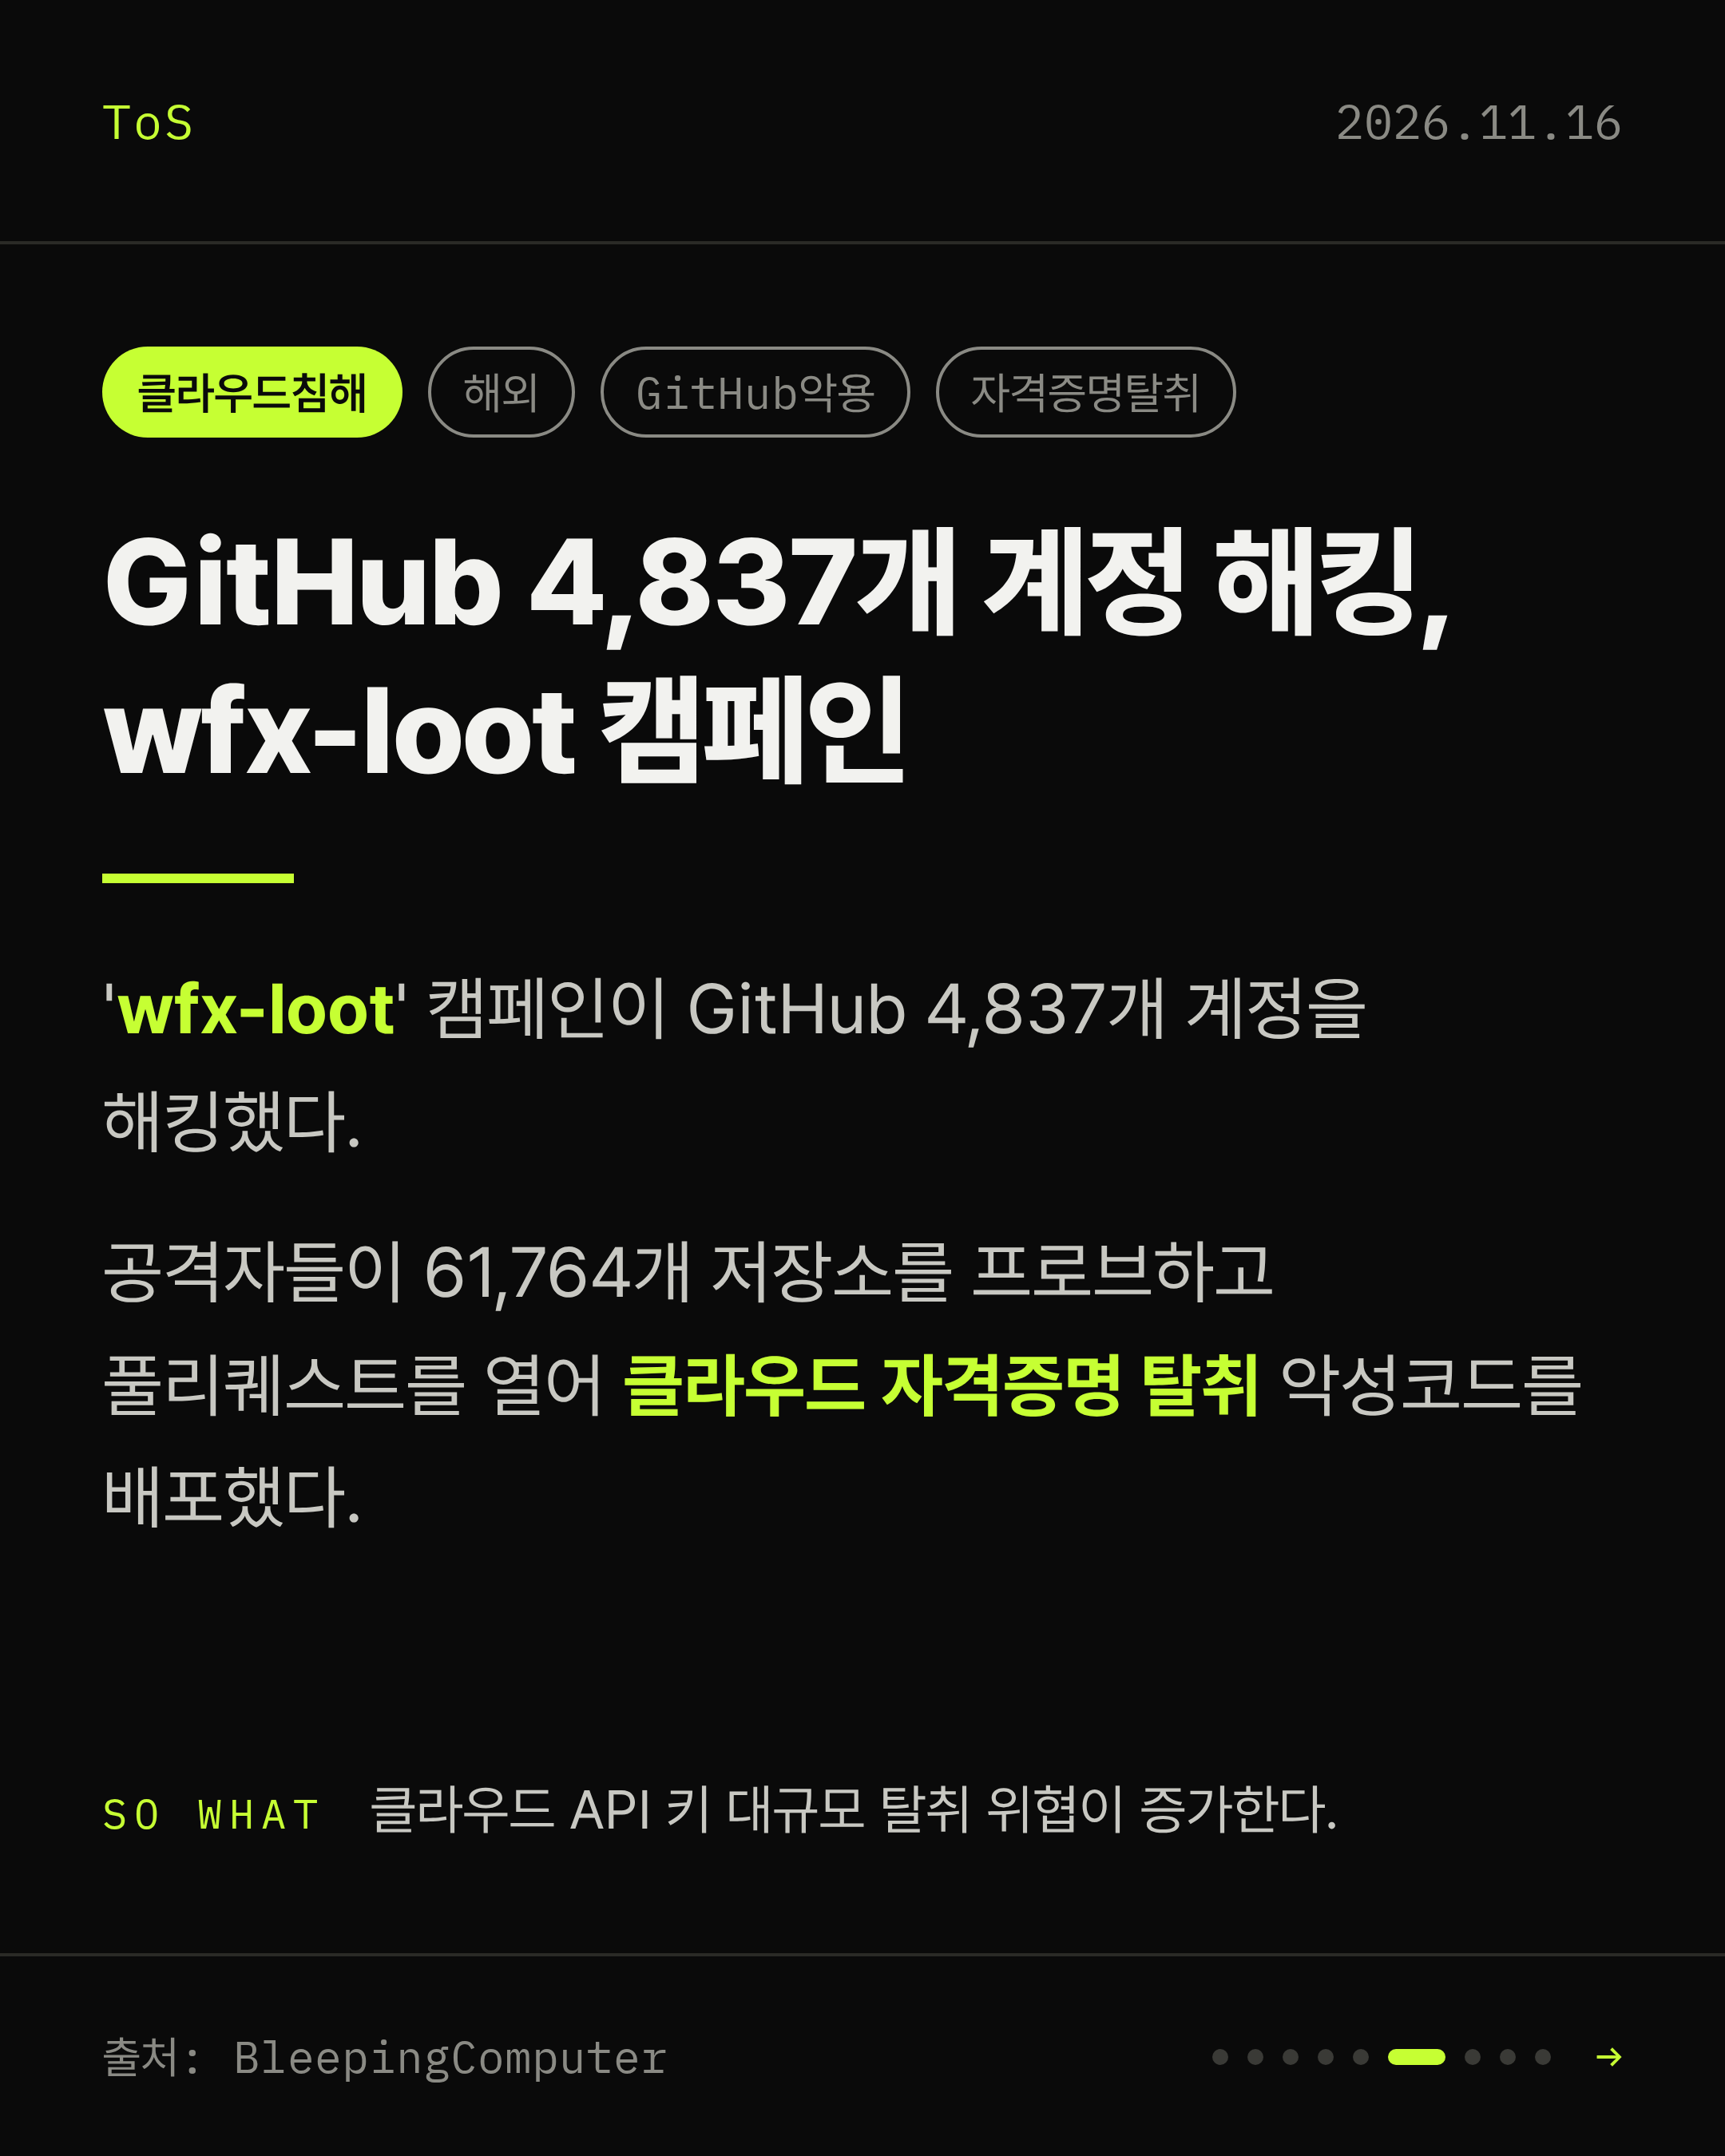 ToS
2026.11.16
클라우드침해 해외 GitHub악용 자격증명탈취
GitHub 4,837개 계정 해킹,
wfx-loot 캠페인
'wfx-loot' 캠페인이 GitHub 4,837개 계정을
해킹했다.
공격자들이 61,764개 저장소를 프로브하고
풀리퀘스트를 열어 클라우드 자격증명 탈취 악성코드를
배포했다.
SO WHAT 클라우드 API 키 대규모 탈취 위협이 증가한다.
출처: BleepingComputer
→